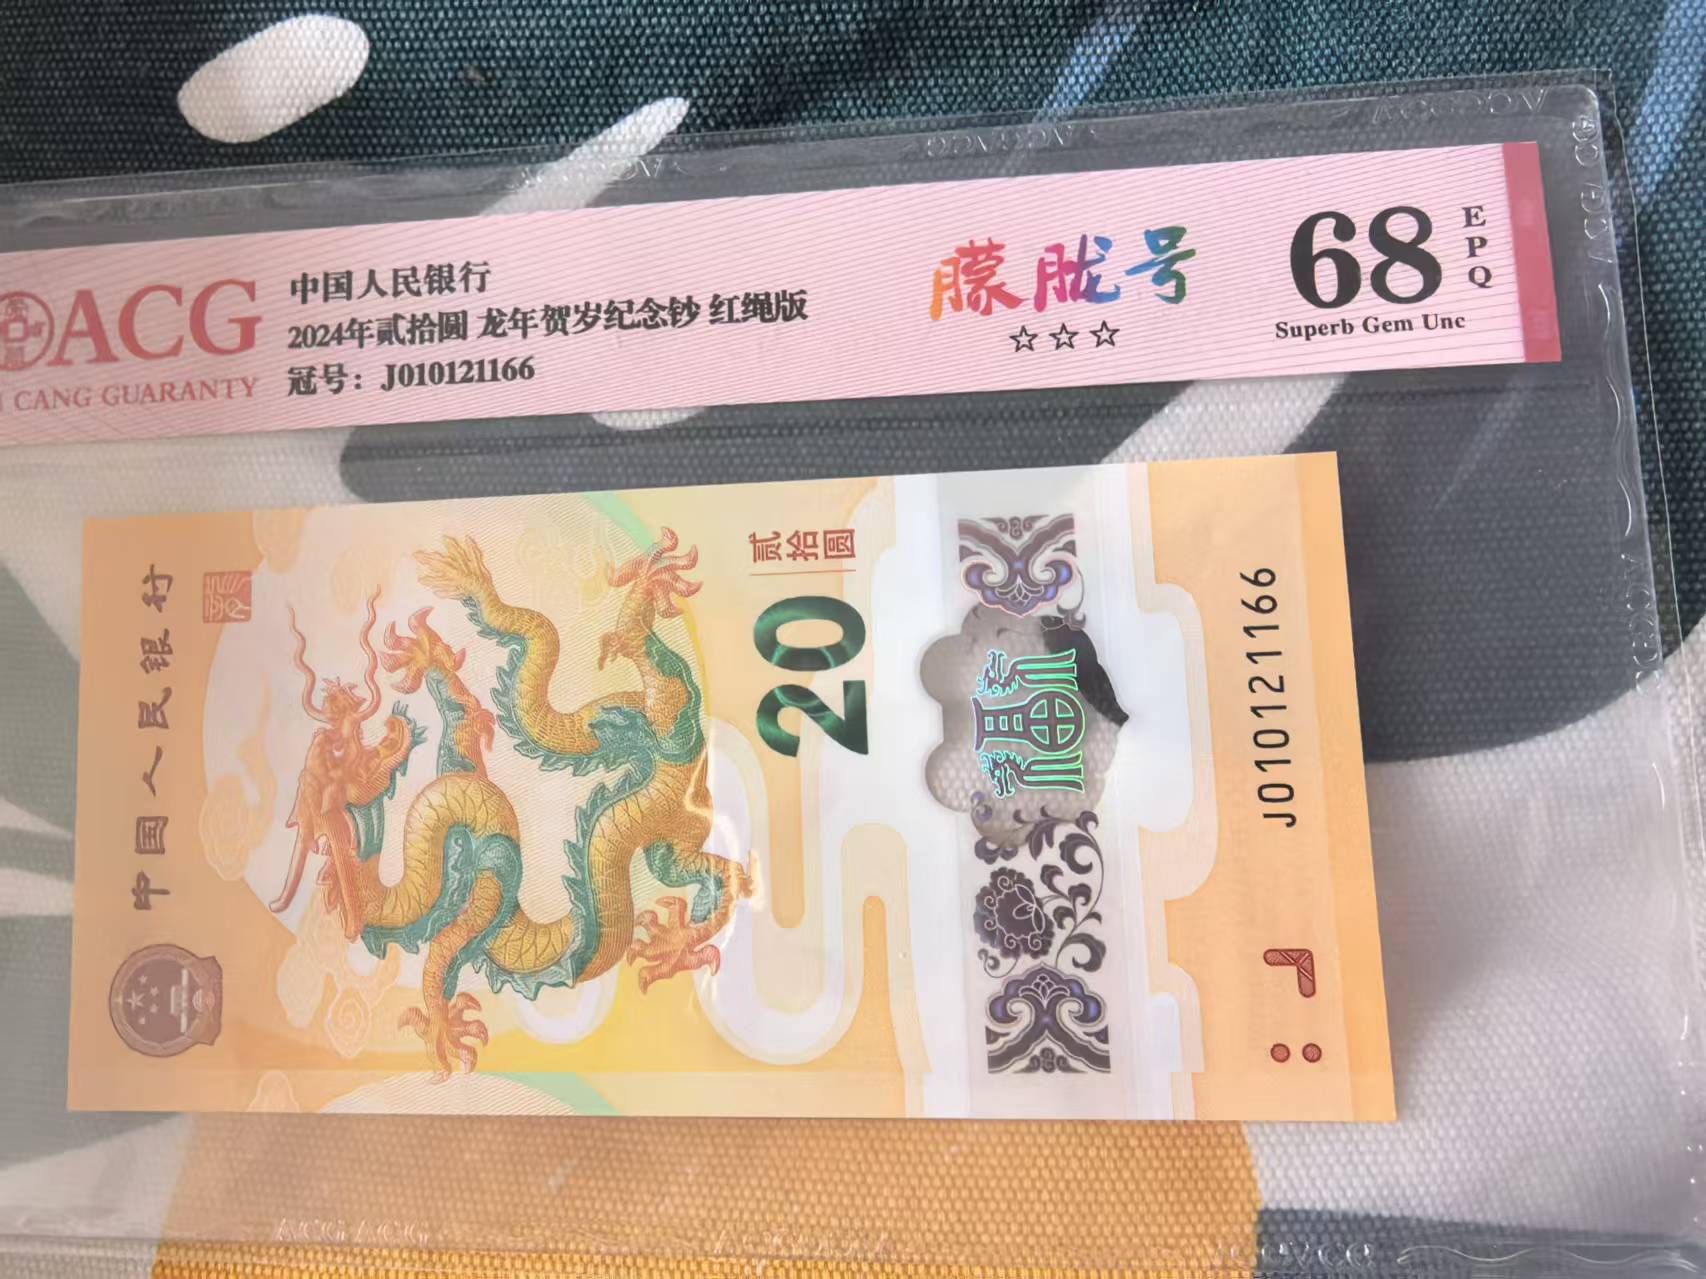 ACG
CANG GUARANTY
中国人民银行
2024年贰拾圆 龙年贺岁纪念钞 红绳版
冠号：J010121166
朦胧号
☆☆☆
68
EPQ
Superb Gem Unc
中国人民银行
贰拾圆
20
J010121166